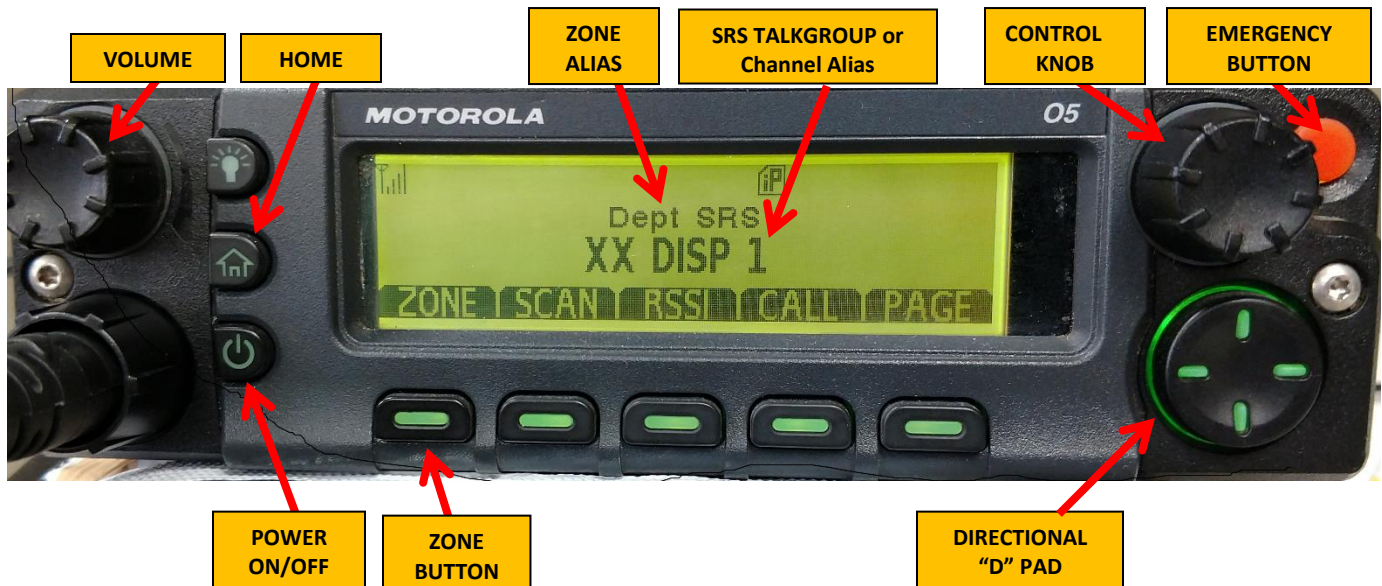 VOLUME
HOME
ZONE
ALIAS
SRS TALKGROUP or
Channel Alias
CONTROL
KNOB
EMERGENCY
BUTTON
MOTOROLA
O5
iP
Dept SRS
XX DISP 1
ZONE SCAN RSSI CALL PAGE
POWER
ON/OFF
ZONE
BUTTON
DIRECTIONAL
“D” PAD